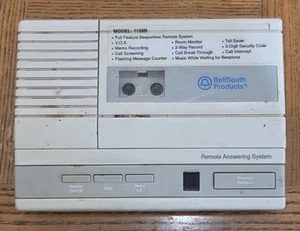 MODEL: 1128R
• Full Feature Beeperless Remote System
• V.O.X.
• Memo Recording
• Call Screening
• Flashing Message Counter
• Room Monitor
• 2-Way Record
• Call Break Through
• Music While Waiting for Beeptone
• Toll Saver
• 3-Digit Security Code
• Call Intercept
BellSouth
Products
Remote Answering System
Memo
Message